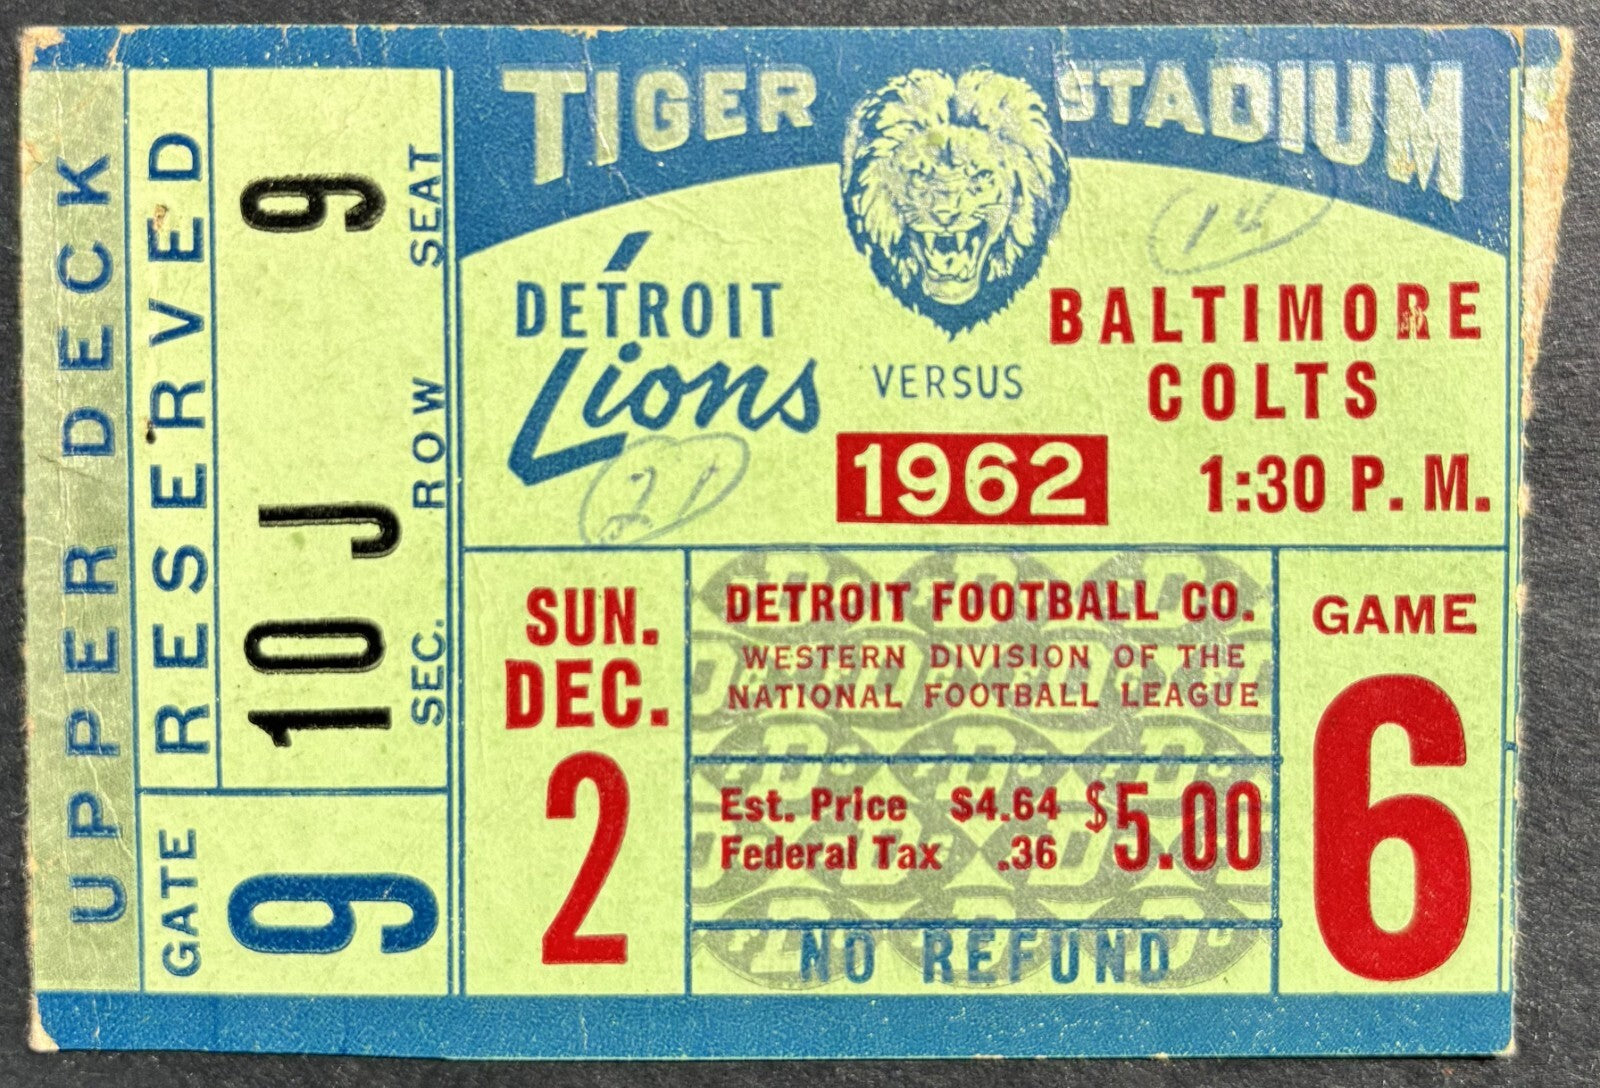 UPPER DECK
RESERVED
SEC. ROW SEAT
10 J 9
GATE
9
TIGER STADIUM
DETROIT
Lions
VERSUS
BALTIMORE
COLTS
1962
1:30 P. M.
21
1st
SUN.
DEC.
2
DETROIT FOOTBALL CO.
WESTERN DIVISION OF THE
NATIONAL FOOTBALL LEAGUE
Est. Price $4.64
Federal Tax .36
$5.00
NO REFUND
GAME
6